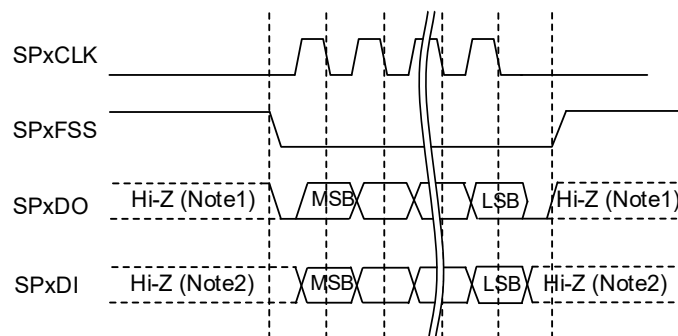 SPxCLK
SPxFSS
SPxDO Hi-Z (Note1) MSB LSB Hi-Z (Note1)
SPxDI Hi-Z (Note2) MSB LSB Hi-Z (Note2)